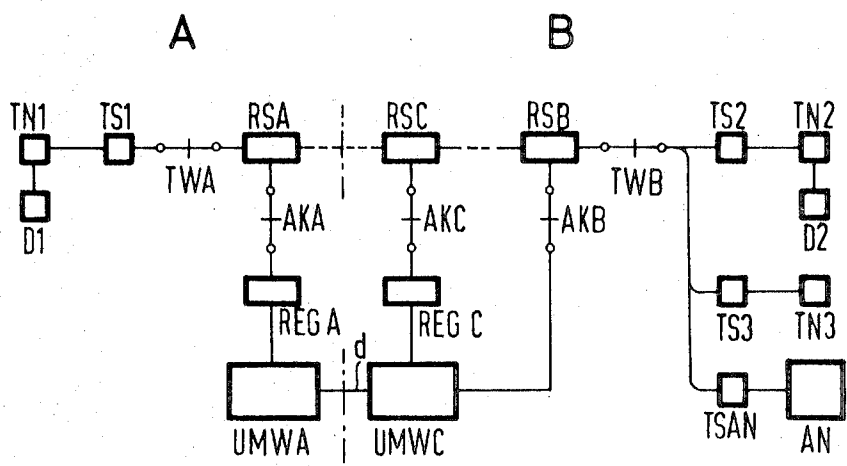 A B
TN1 TS1 RSA RSC RSB TS2 TN2
TWA TWB
D1 AKA AKC AKB D2
REG A REG C TS3 TN3
d
UMWA UMWC TSAN AN